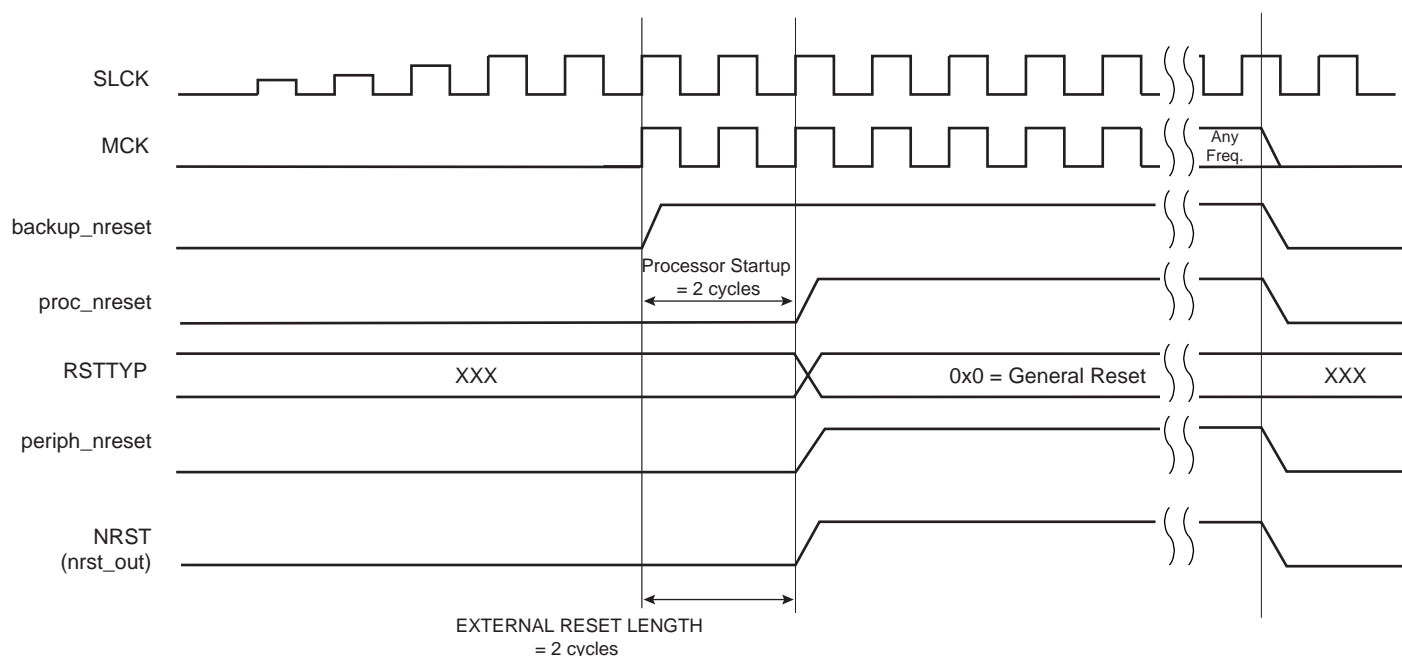 SLCK
MCK
Any
Freq.
backup_nreset
Processor Startup
= 2 cycles
proc_nreset
RSTTYP
XXX
0x0 = General Reset
XXX
periph_nreset
NRST
(nrst_out)
EXTERNAL RESET LENGTH
= 2 cycles